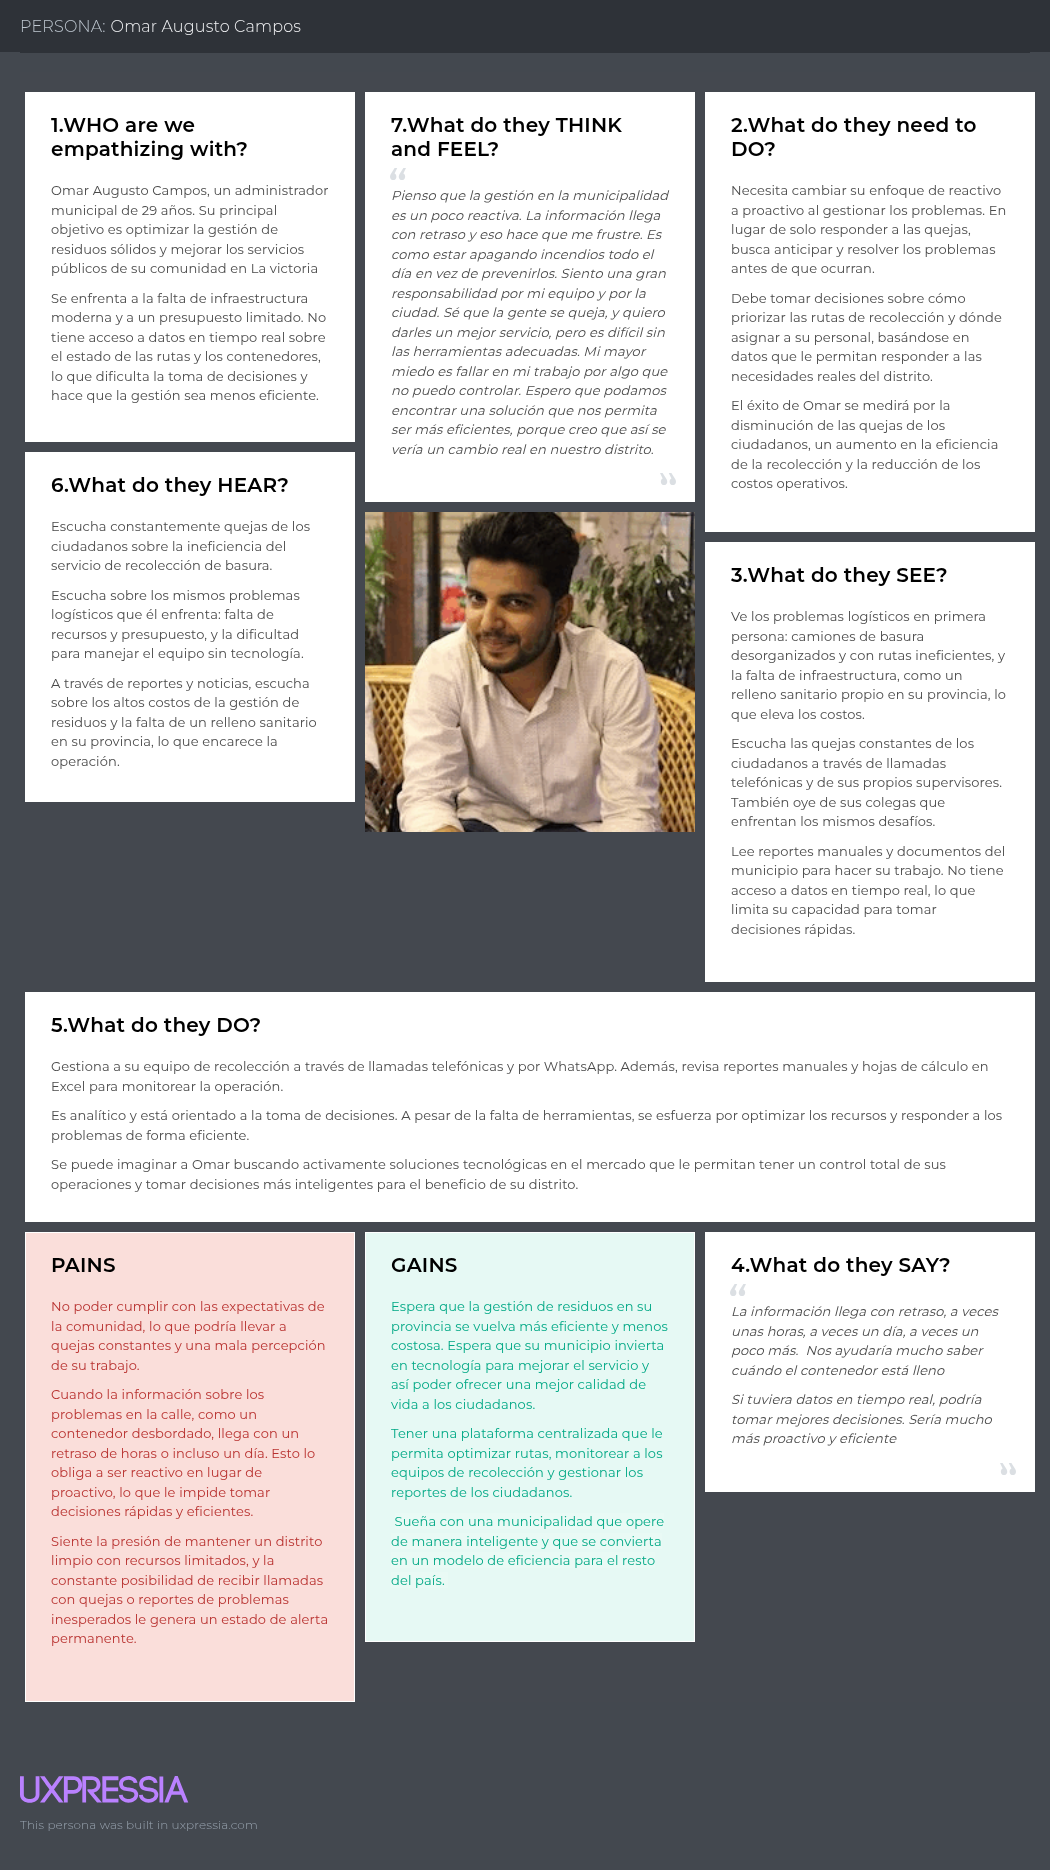 PERSONA: Omar Augusto Campos
1.WHO are we
empathizing with?
Omar Augusto Campos, un administrador
municipal de 29 años. Su principal
objetivo es optimizar la gestión de
residuos sólidos y mejorar los servicios
públicos de su comunidad en La victoria
Se enfrenta a la falta de infraestructura
moderna y a un presupuesto limitado. No
tiene acceso a datos en tiempo real sobre
el estado de las rutas y los contenedores,
lo que dificulta la toma de decisiones y
hace que la gestión sea menos eficiente.
7.What do they THINK
and FEEL?
“
Pienso que la gestión en la municipalidad
es un poco reactiva. La información llega
con retraso y eso hace que me frustre. Es
como estar apagando incendios todo el
día en vez de prevenirlos. Siento una gran
responsabilidad por mi equipo y por la
ciudad. Sé que la gente se queja, y quiero
darles un mejor servicio, pero es difícil sin
las herramientas adecuadas. Mi mayor
miedo es fallar en mi trabajo por algo que
no puedo controlar. Espero que podamos
encontrar una solución que nos permita
ser más eficientes, porque creo que así se
vería un cambio real en nuestro distrito.
”
2.What do they need to
DO?
Necesita cambiar su enfoque de reactivo
a proactivo al gestionar los problemas. En
lugar de solo responder a las quejas,
busca anticipar y resolver los problemas
antes de que ocurran.
Debe tomar decisiones sobre cómo
priorizar las rutas de recolección y dónde
asignar a su personal, basándose en
datos que le permitan responder a las
necesidades reales del distrito.
El éxito de Omar se medirá por la
disminución de las quejas de los
ciudadanos, un aumento en la eficiencia
de la recolección y la reducción de los
costos operativos.
6.What do they HEAR?
Escucha constantemente quejas de los
ciudadanos sobre la ineficiencia del
servicio de recolección de basura.
Escucha sobre los mismos problemas
logísticos que él enfrenta: falta de
recursos y presupuesto, y la dificultad
para manejar el equipo sin tecnología.
A través de reportes y noticias, escucha
sobre los altos costos de la gestión de
residuos y la falta de un relleno sanitario
en su provincia, lo que encarece la
operación.
3.What do they SEE?
Ve los problemas logísticos en primera
persona: camiones de basura
desorganizados y con rutas ineficientes, y
la falta de infraestructura, como un
relleno sanitario propio en su provincia, lo
que eleva los costos.
Escucha las quejas constantes de los
ciudadanos a través de llamadas
telefónicas y de sus propios supervisores.
También oye de sus colegas que
enfrentan los mismos desafíos.
Lee reportes manuales y documentos del
municipio para hacer su trabajo. No tiene
acceso a datos en tiempo real, lo que
limita su capacidad para tomar
decisiones rápidas.
5.What do they DO?
Gestiona a su equipo de recolección a través de llamadas telefónicas y por WhatsApp. Además, revisa reportes manuales y hojas de cálculo en
Excel para monitorear la operación.
Es analítico y está orientado a la toma de decisiones. A pesar de la falta de herramientas, se esfuerza por optimizar los recursos y responder a los
problemas de forma eficiente.
Se puede imaginar a Omar buscando activamente soluciones tecnológicas en el mercado que le permitan tener un control total de sus
operaciones y tomar decisiones más inteligentes para el beneficio de su distrito.
PAINS
No poder cumplir con las expectativas de
la comunidad, lo que podría llevar a
quejas constantes y una mala percepción
de su trabajo.
Cuando la información sobre los
problemas en la calle, como un
contenedor desbordado, llega con un
retraso de horas o incluso un día. Esto lo
obliga a ser reactivo en lugar de
proactivo, lo que le impide tomar
decisiones rápidas y eficientes.
Siente la presión de mantener un distrito
limpio con recursos limitados, y la
constante posibilidad de recibir llamadas
con quejas o reportes de problemas
inesperados le genera un estado de alerta
permanente.
GAINS
Espera que la gestión de residuos en su
provincia se vuelva más eficiente y menos
costosa. Espera que su municipio invierta
en tecnología para mejorar el servicio y
así poder ofrecer una mejor calidad de
vida a los ciudadanos.
Tener una plataforma centralizada que le
permita optimizar rutas, monitorear a los
equipos de recolección y gestionar los
reportes de los ciudadanos.
Sueña con una municipalidad que opere
de manera inteligente y que se convierta
en un modelo de eficiencia para el resto
del país.
4.What do they SAY?
“
La información llega con retraso, a veces
unas horas, a veces un día, a veces un
poco más.  Nos ayudaría mucho saber
cuándo el contenedor está lleno
Si tuviera datos en tiempo real, podría
tomar mejores decisiones. Sería mucho
más proactivo y eficiente
”
UXPRESSIA
This persona was built in uxpressia.com